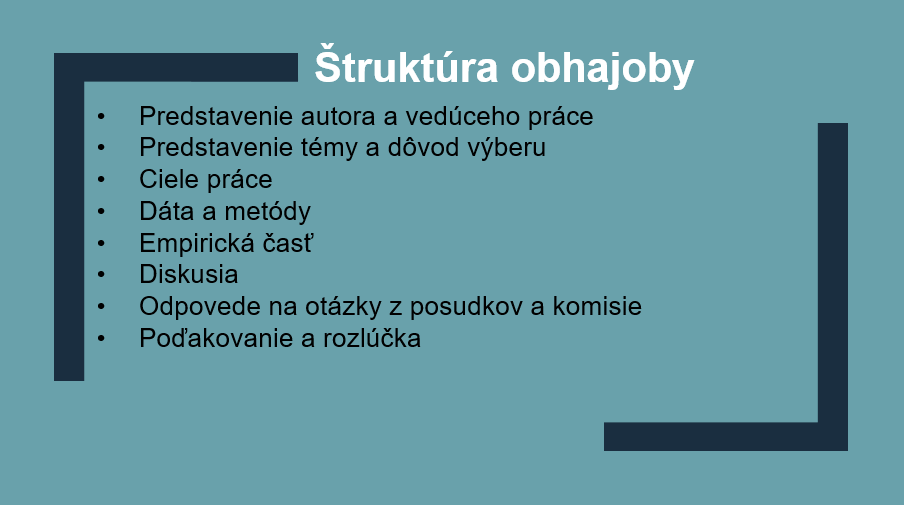 Štruktúra obhajoby
• Predstavenie autora a vedúceho práce
• Predstavenie témy a dôvod výberu
• Ciele práce
• Dáta a metódy
• Empirická časť
• Diskusia
• Odpovede na otázky z posudkov a komisie
• Poďakovanie a rozlúčka